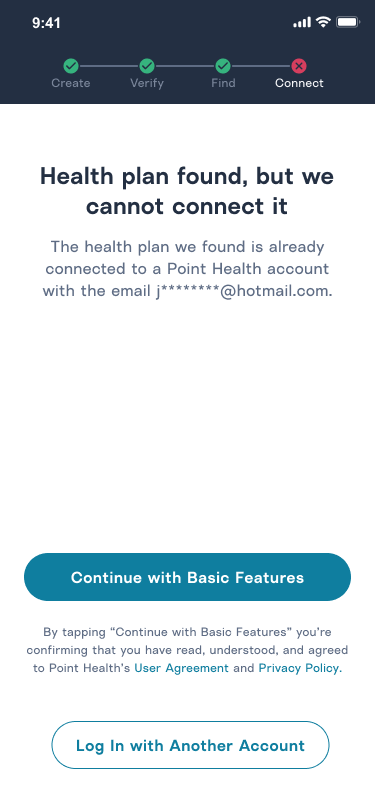 9:41
Create
Verify
Find
Connect
Health plan found, but we
cannot connect it
The health plan we found is already
connected to a Point Health account
with the email j********@hotmail.com.
Continue with Basic Features
By tapping “Continue with Basic Features” you’re
confirming that you have read, understood, and agreed
to Point Health’s User Agreement and Privacy Policy.
Log In with Another Account